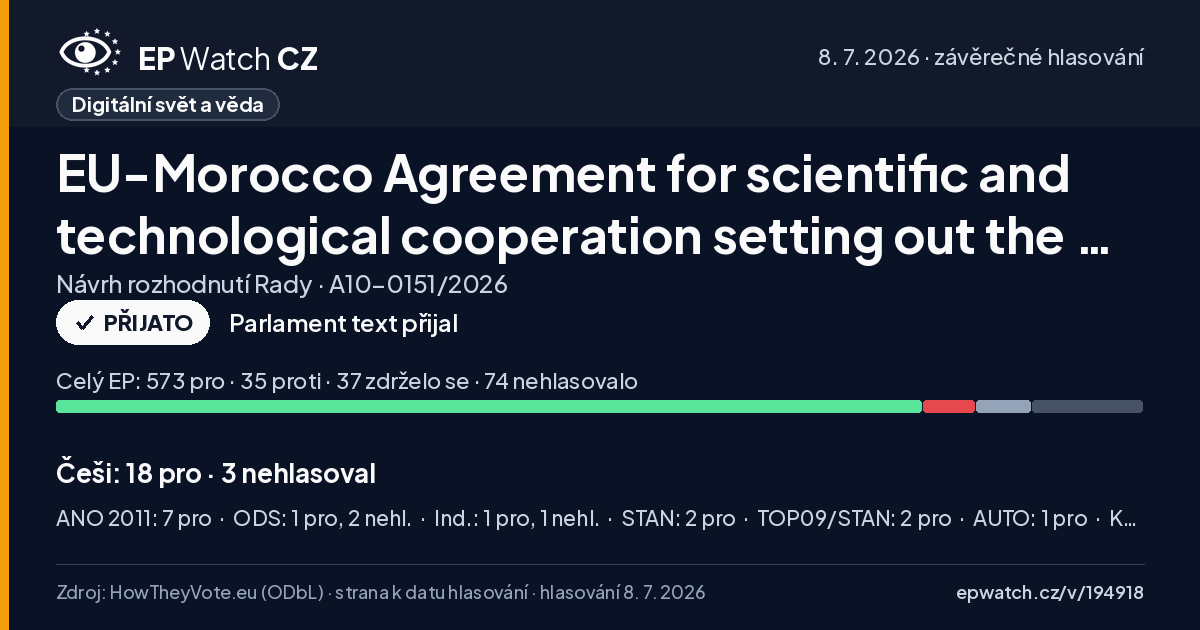 EP Watch CZ
8. 7. 2026 · závěrečné hlasování
Digitální svět a věda
EU–Morocco Agreement for scientific and
technological cooperation setting out the …
Návrh rozhodnutí Rady · A10–0151/2026
✓ PŘIJATO Parlament text přijal
Celý EP: 573 pro · 35 proti · 37 zdrželo se · 74 nehlasovalo
Češi: 18 pro · 3 nehlasoval
ANO 2011: 7 pro · ODS: 1 pro, 2 nehl. · Ind.: 1 pro, 1 nehl. · STAN: 2 pro · TOP09/STAN: 2 pro · AUTO: 1 pro · K…
Zdroj: HowTheyVote.eu (ODbL) · strana k datu hlasování · hlasování 8. 7. 2026
epwatch.cz/v/194918